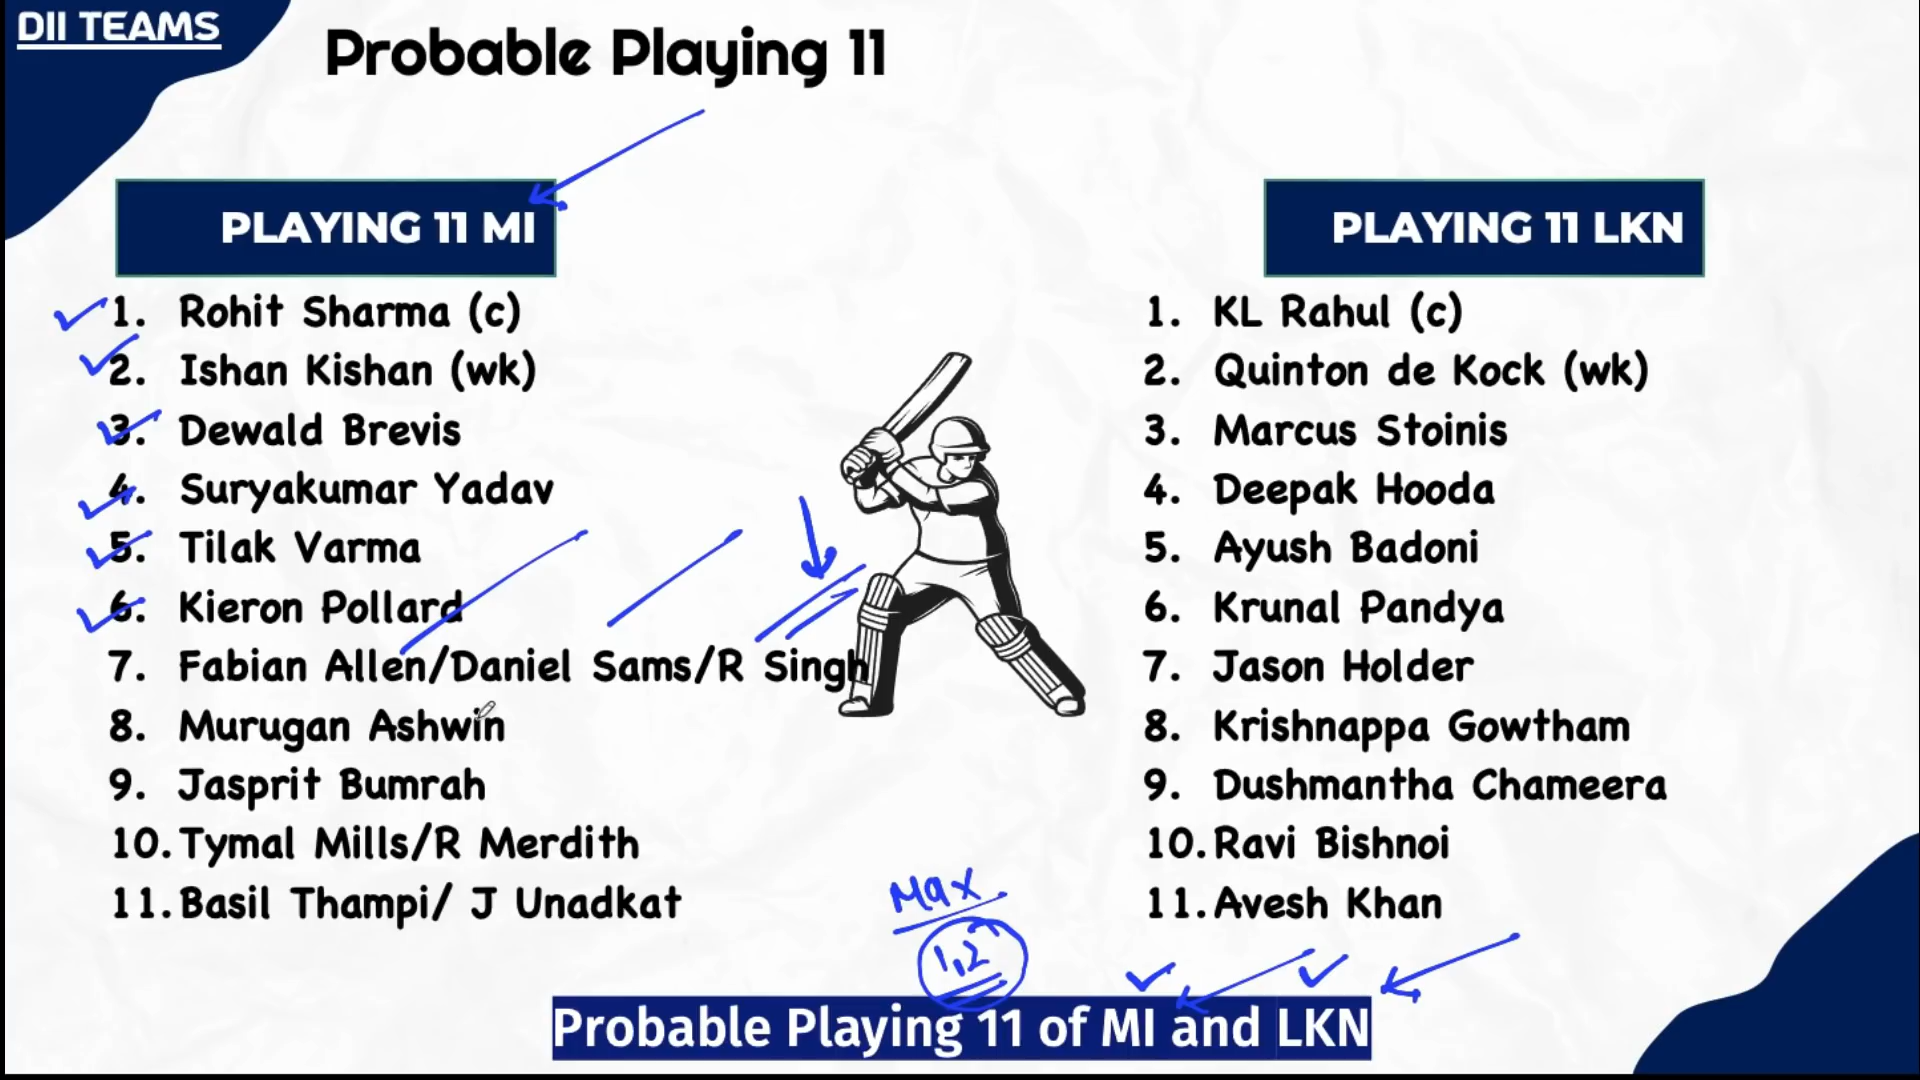 DII TEAMS
Probable Playing 11
PLAYING 11 MI
1. Rohit Sharma (c)
2. Ishan Kishan (wk)
3. Dewald Brevis
4. Suryakumar Yadav
5. Tilak Varma
6. Kieron Pollard
7. Fabian Allen/Daniel Sams/R Singh
8. Murugan Ashwin
9. Jasprit Bumrah
10. Tymal Mills/R Merdith
11. Basil Thampi/ J Unadkat
PLAYING 11 LKN
1. KL Rahul (c)
2. Quinton de Kock (wk)
3. Marcus Stoinis
4. Deepak Hooda
5. Ayush Badoni
6. Krunal Pandya
7. Jason Holder
8. Krishnappa Gowtham
9. Dushmantha Chameera
10. Ravi Bishnoi
11. Avesh Khan
Max
1,2
Probable Playing 11 of MI and LKN